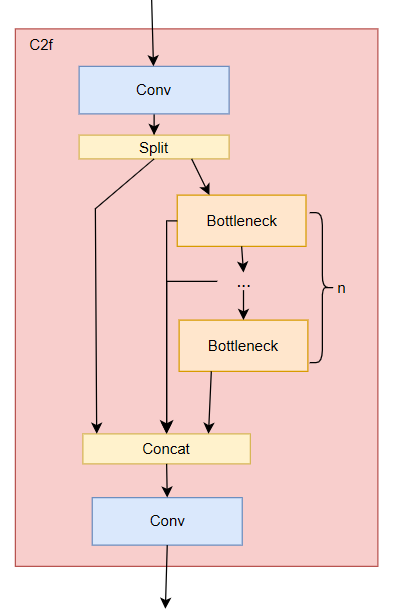 C2f
Conv
Split
Bottleneck
...
n
Bottleneck
Concat
Conv